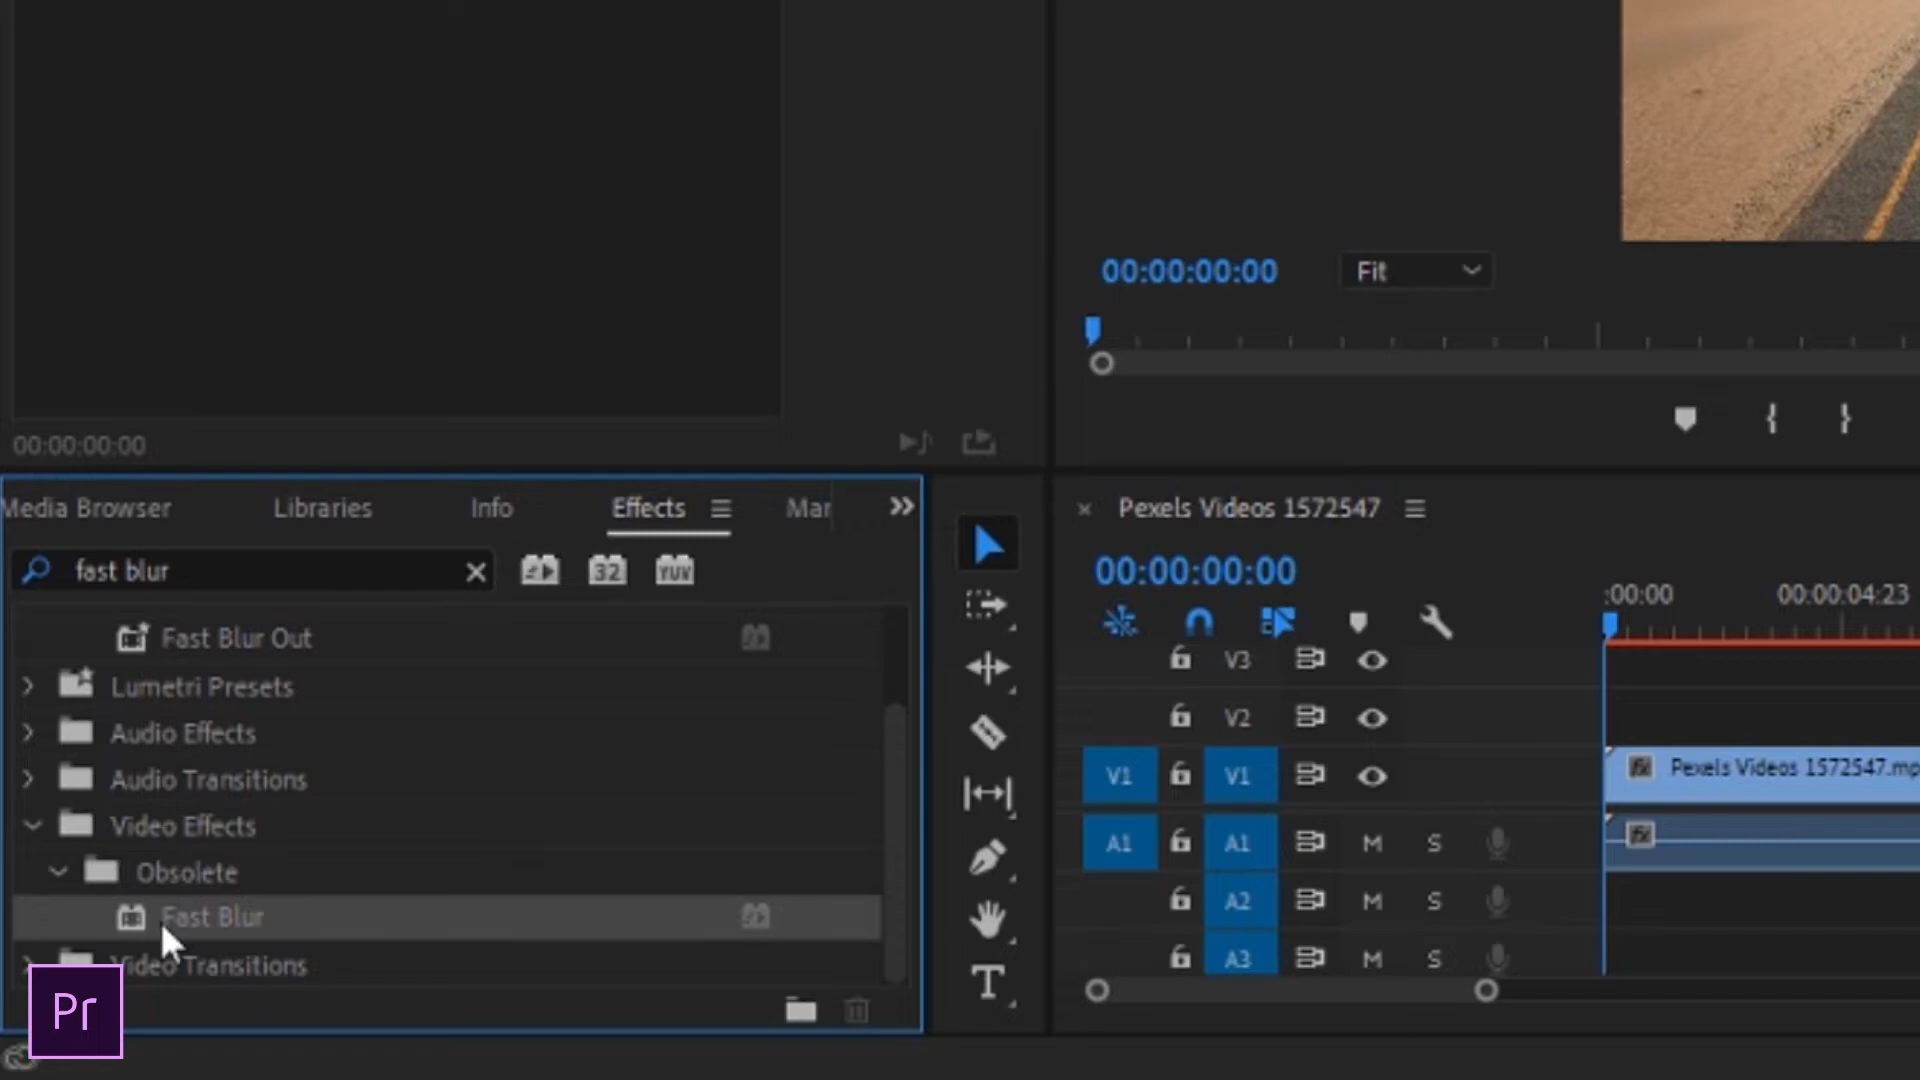 00:00:00:00
Fit
00:00:00:00
Media Browser
Libraries
Info
Effects
Mar
fast blur
32
YUV
Fast Blur Out
Lumetri Presets
Audio Effects
Audio Transitions
Video Effects
Obsolete
Fast Blur
Video Transitions
Pr
T
× Pexels Videos 1572547
00:00:00:00
:00:00
00:00:04:23
V3
V2
V1 V1
fx Pexels Videos 1572547.mp
A1 A1 M S
fx
A2 M S
A3 M S